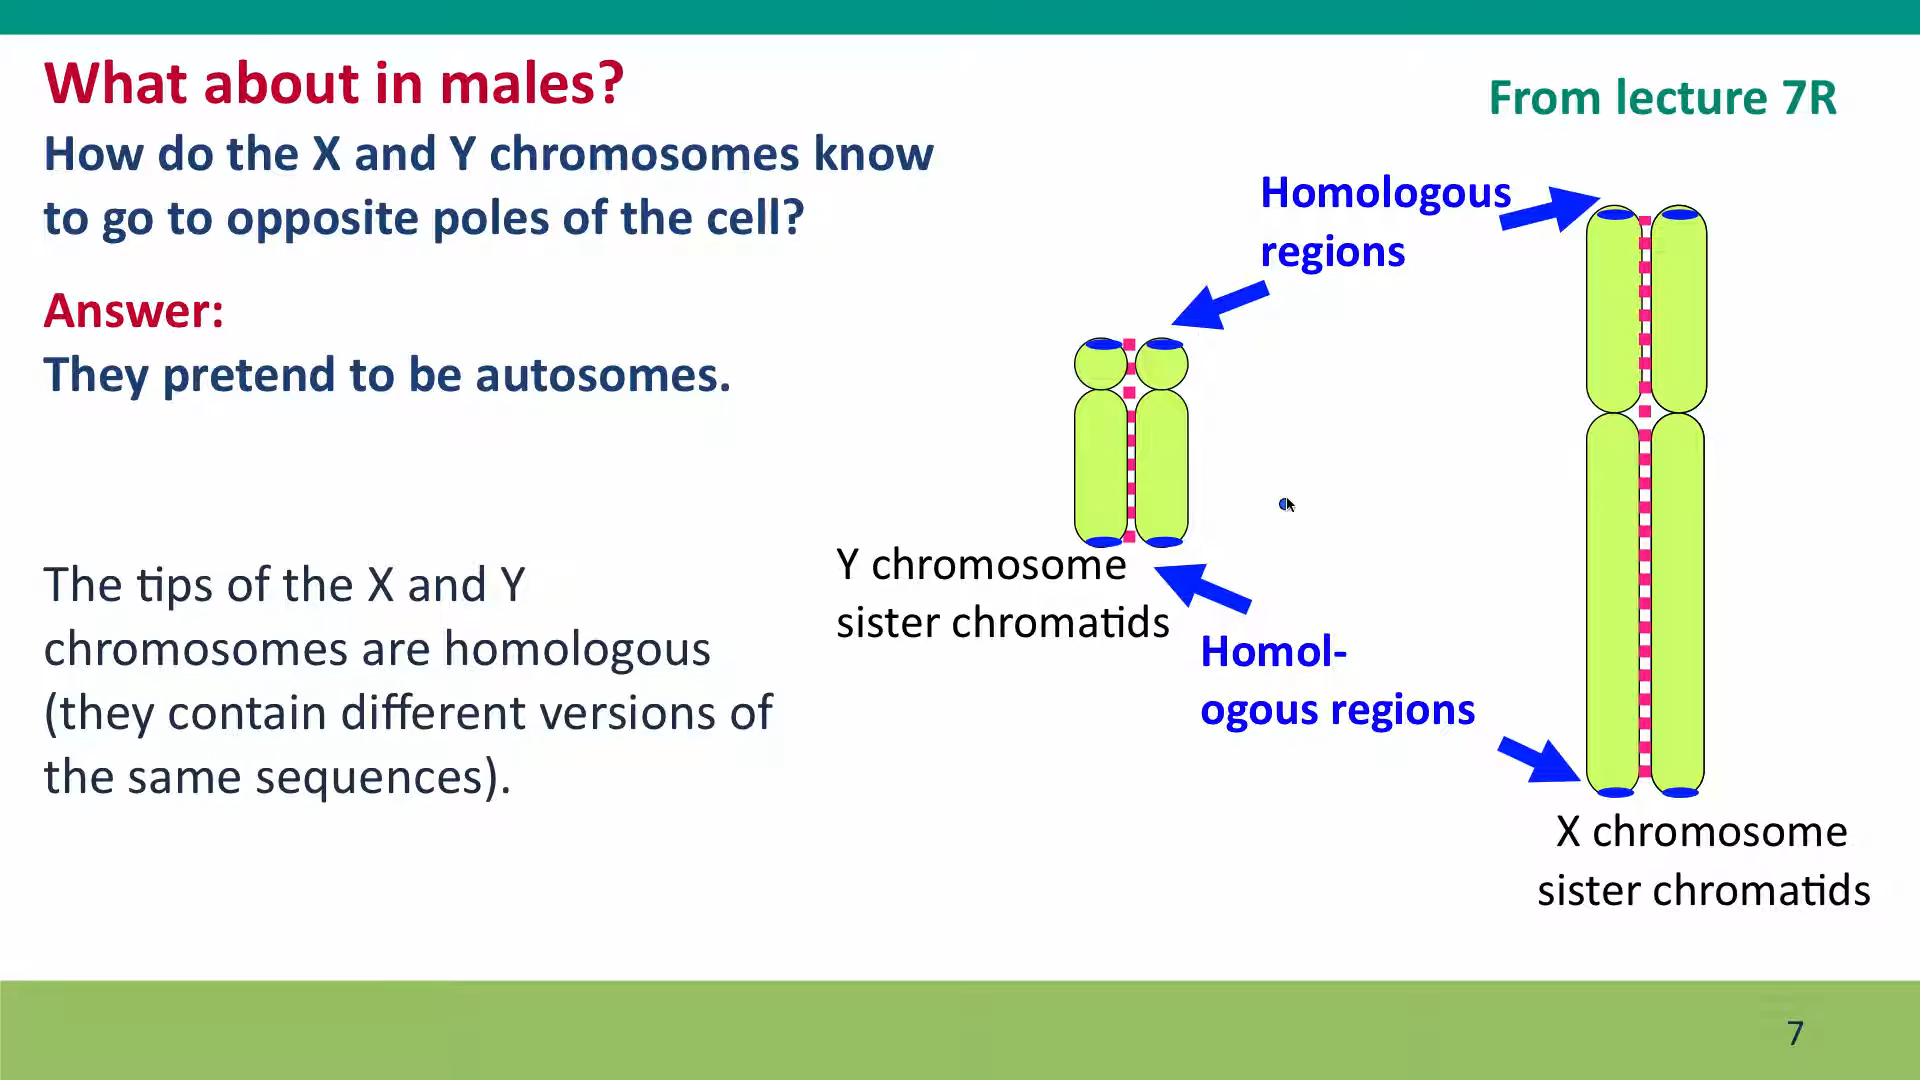 What about in males?
How do the X and Y chromosomes know
to go to opposite poles of the cell?
Answer:
They pretend to be autosomes.
The tips of the X and Y
chromosomes are homologous
(they contain different versions of
the same sequences).
From lecture 7R
Homologous
regions
Y chromosome
sister chromatids
Homol-
ogous regions
X chromosome
sister chromatids
7